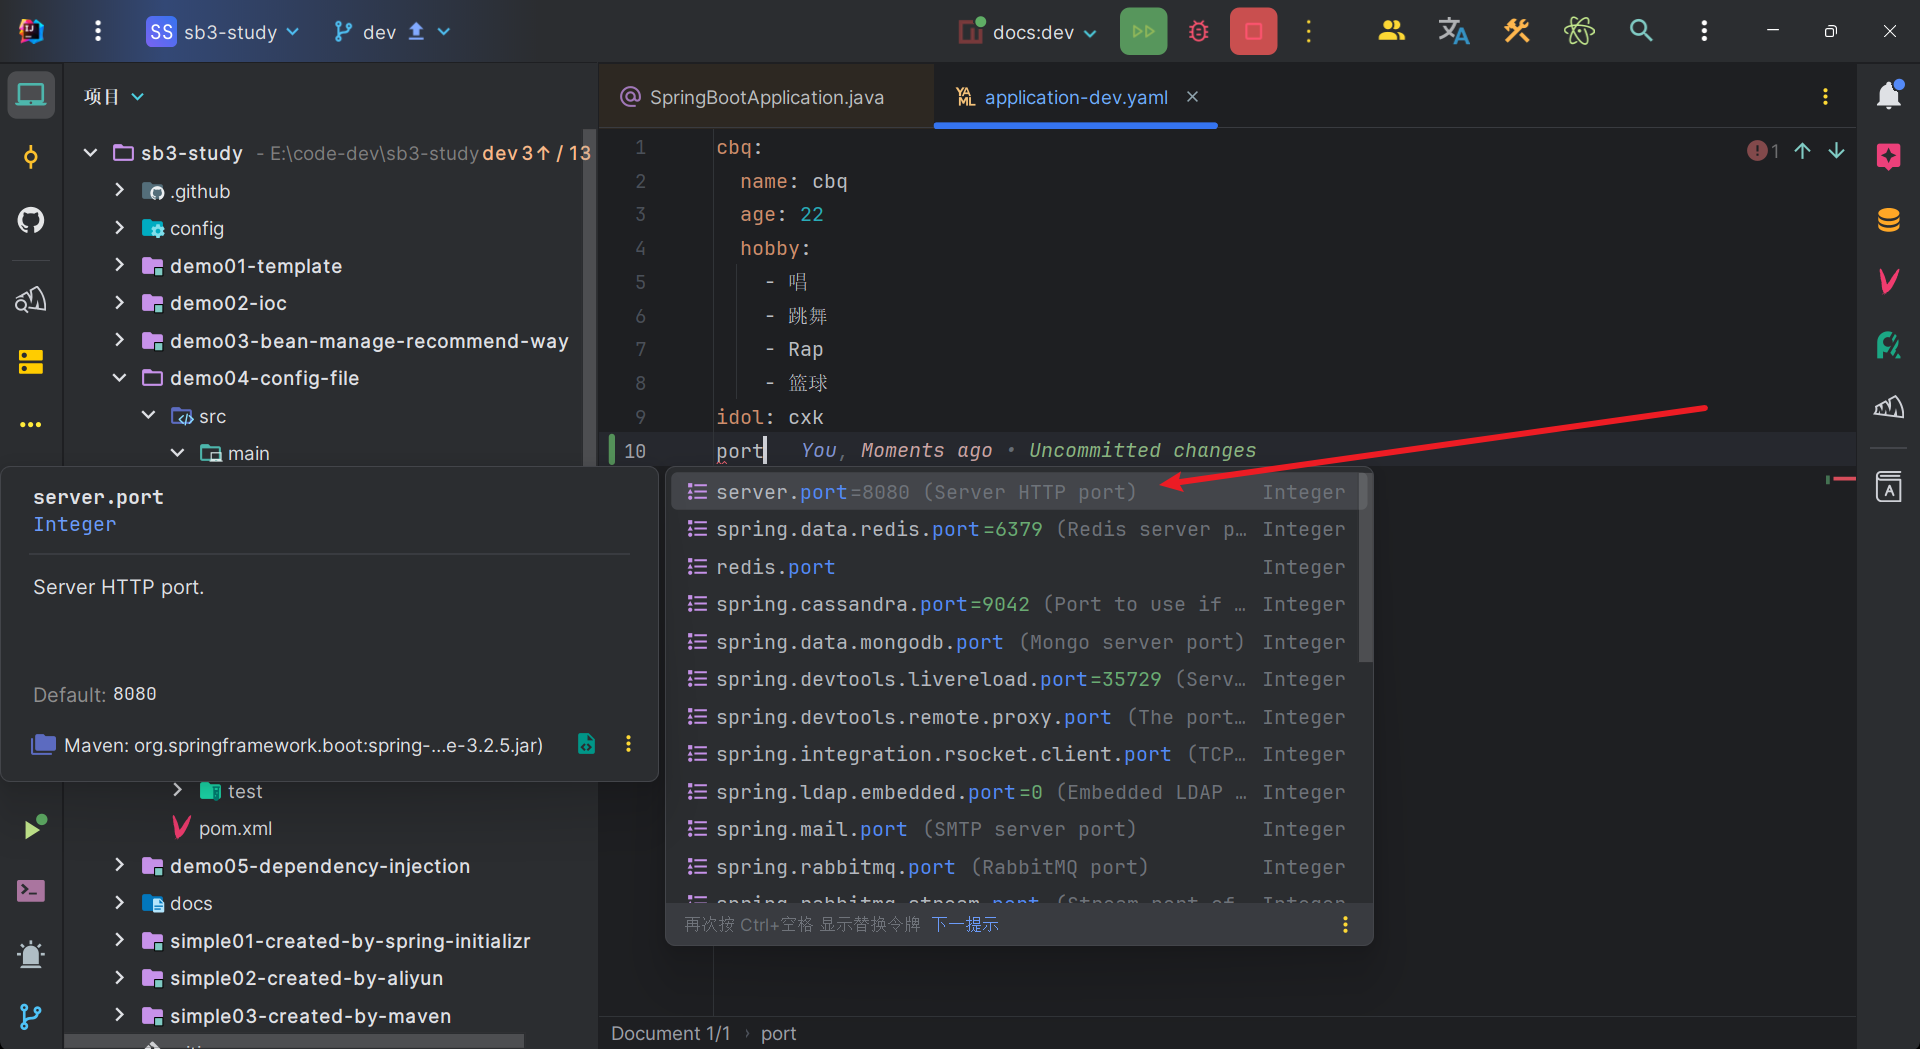 SS sb3-study dev docs:dev
项目
SpringBootApplication.java
application-dev.yaml
sb3-study - E:\code-dev\sb3-study dev 3↑ / 13
.github
config
demo01-template
demo02-ioc
demo03-bean-manage-recommend-way
demo04-config-file
src
main
server.port
Integer
Server HTTP port.
Default: 8080
Maven: org.springframework.boot:spring-...e-3.2.5.jar)
test
pom.xml
demo05-dependency-injection
docs
simple01-created-by-spring-initializr
simple02-created-by-aliyun
simple03-created-by-maven
1 cbq:
2 name: cbq
3 age: 22
4 hobby:
5 - 唱
6 - 跳舞
7 - Rap
8 - 篮球
9 idol: cxk
10 port You, Moments ago • Uncommitted changes
1
server.port=8080 (Server HTTP port) Integer
spring.data.redis.port=6379 (Redis server p… Integer
redis.port Integer
spring.cassandra.port=9042 (Port to use if … Integer
spring.data.mongodb.port (Mongo server port) Integer
spring.devtools.livereload.port=35729 (Serv… Integer
spring.devtools.remote.proxy.port (The port… Integer
spring.integration.rsocket.client.port (TCP… Integer
spring.ldap.embedded.port=0 (Embedded LDAP … Integer
spring.mail.port (SMTP server port) Integer
spring.rabbitmq.port (RabbitMQ port) Integer
spring.rabbitmq.stream.port (Stream port of… Integer
再次按 Ctrl+空格 显示替换令牌 下一提示
Document 1/1 › port